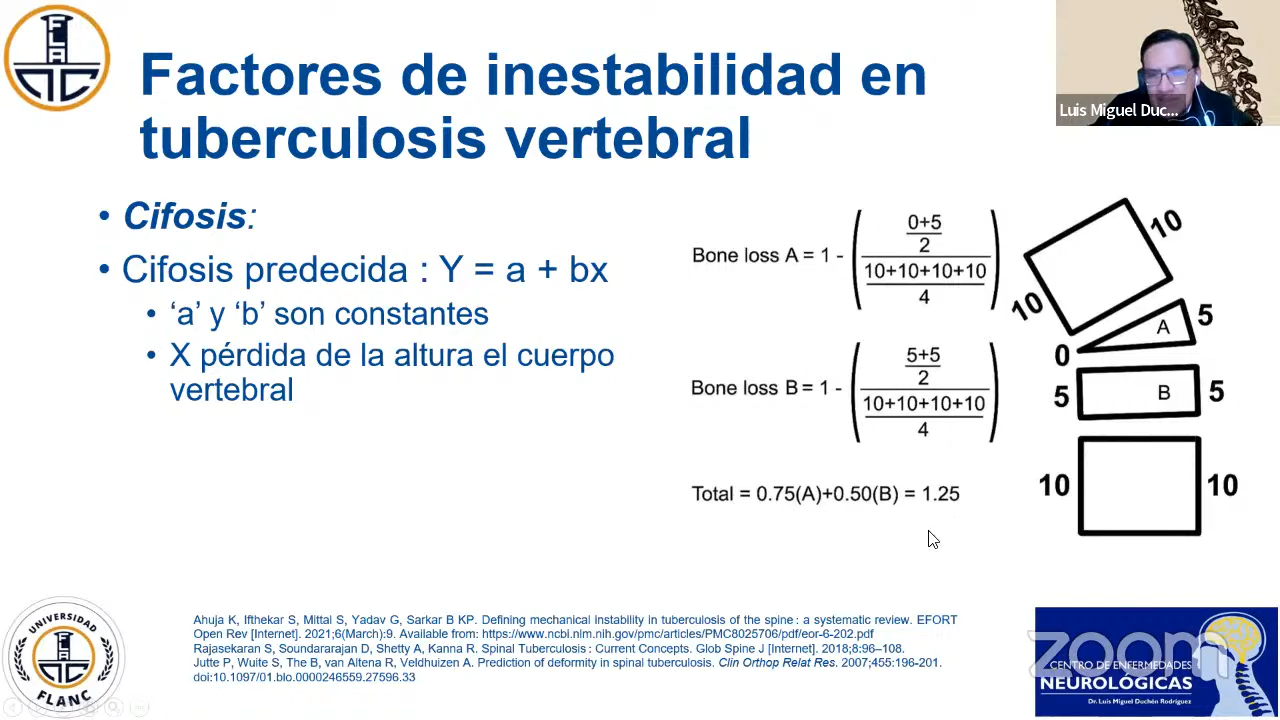 FLANC
Factores de inestabilidad en
tuberculosis vertebral
Luis Miguel Duc...
• Cifosis:
• Cifosis predecida : Y = a + bx
• ‘a’ y ‘b’ son constantes
• X pérdida de la altura el cuerpo
vertebral
Bone loss A = 1 -
0+5
2
10+10+10+10
4
Bone loss B = 1 -
5+5
2
10+10+10+10
4
Total = 0.75(A)+0.50(B) = 1.25
10
10
A
5
0
5
B
5
10
10
Ahuja K, Ifthekar S, Mittal S, Yadav G, Sarkar B KP. Defining mechanical instability in tuberculosis of the spine : a systematic review. EFORT
Open Rev [Internet]. 2021;6(March):9. Available from: https://www.ncbi.nlm.nih.gov/pmc/articles/PMC8025706/pdf/eor-6-202.pdf
Rajasekaran S, Soundararajan D, Shetty A, Kanna R. Spinal Tuberculosis : Current Concepts. Glob Spine J [Internet]. 2018;8:96–108.
Jutte P, Wuite S, The B, van Altena R, Veldhuizen A. Prediction of deformity in spinal tuberculosis. Clin Orthop Relat Res. 2007;455:196-201.
doi:10.1097/01.blo.0000246559.27596.33
UNIVERSIDAD
FLANC
zoom
CENTRO DE ENFERMEDADES
NEUROLÓGICAS
Dr. Luis Miguel Duchén Rodríguez